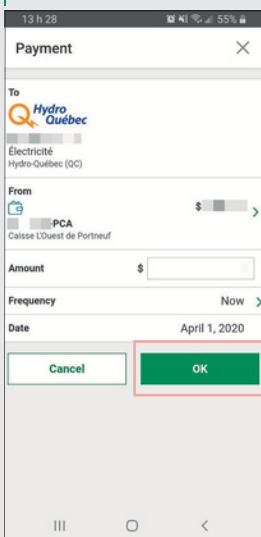 13 h 28 55%
Payment
To
Hydro
Québec
Électricité
Hydro-Québec (QC)
From
$
-PCA
Caisse L'Ouest de Portneuf
Amount $
Frequency Now
Date April 1, 2020
Cancel OK